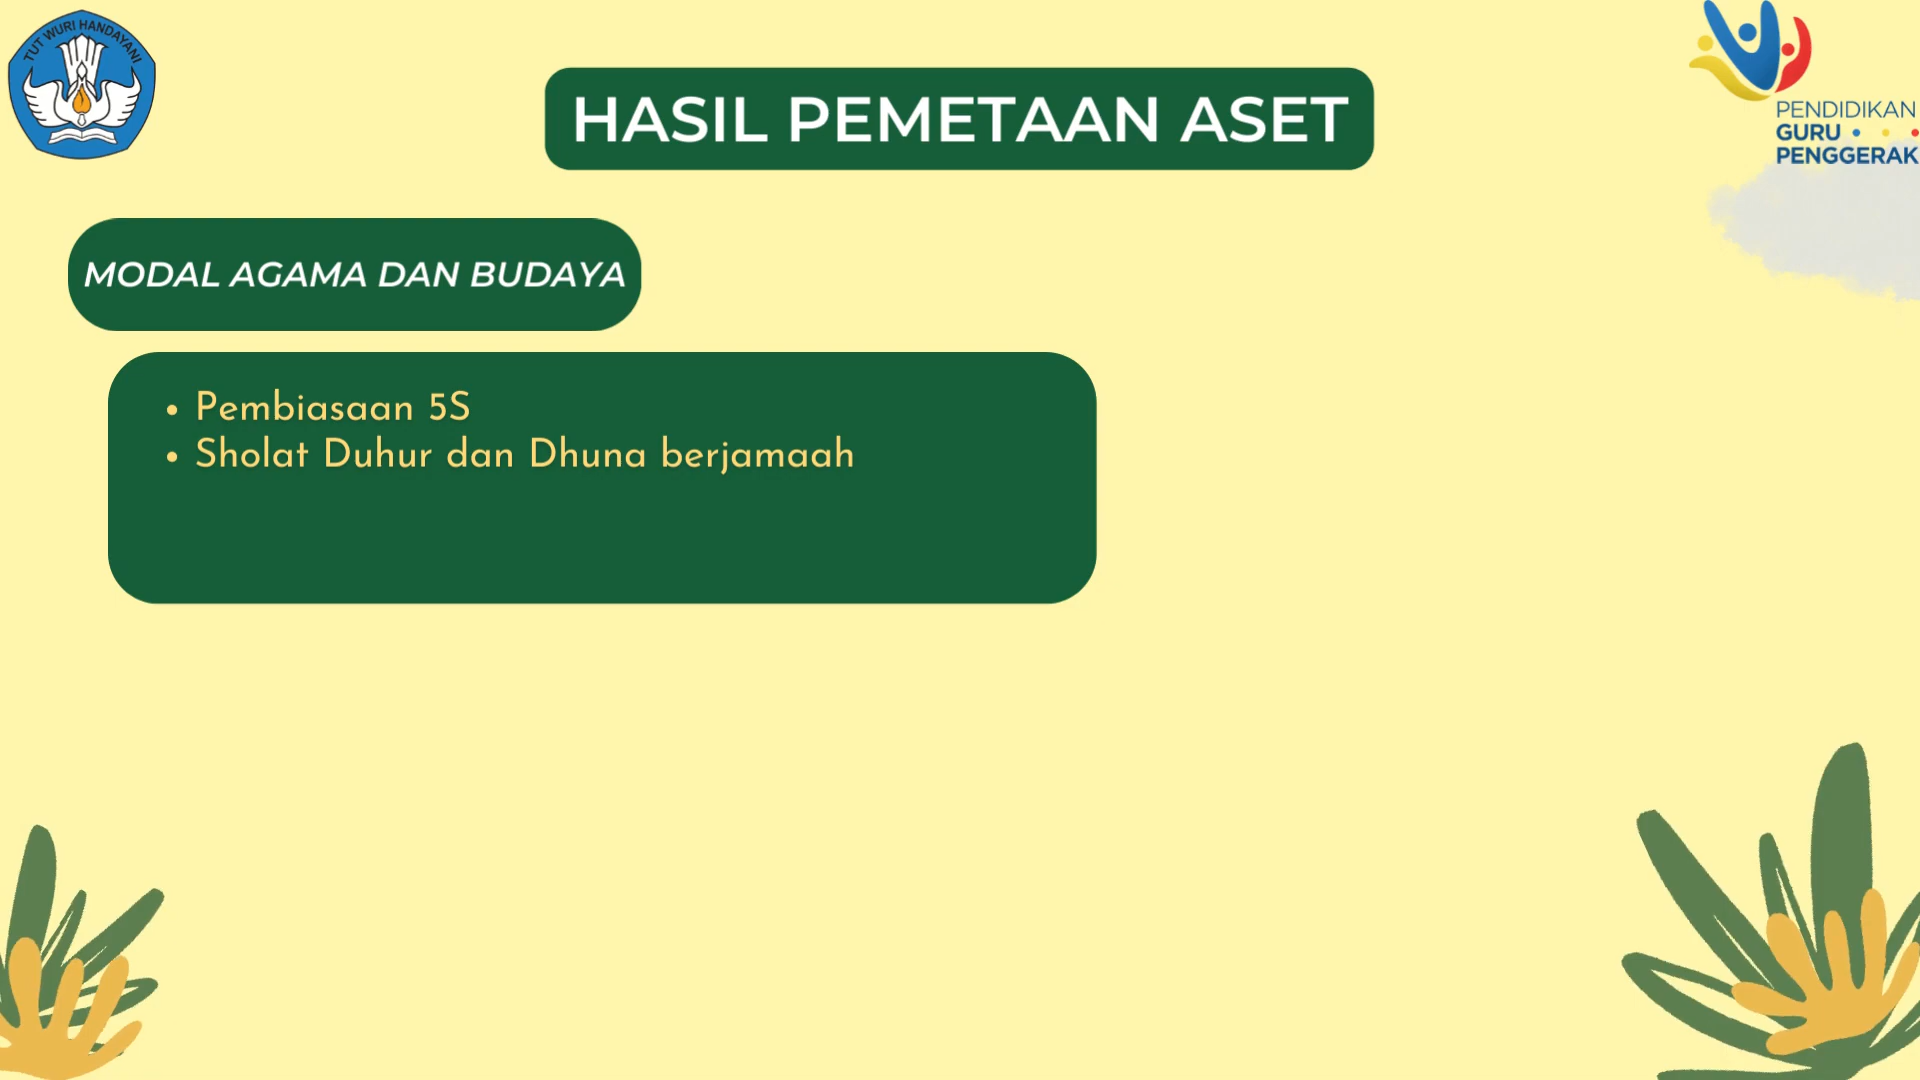 TUT WURI HANDAYANI
HASIL PEMETAAN ASET
PENDIDIKAN
GURU
PENGGERAK
MODAL AGAMA DAN BUDAYA
• Pembiasaan 5S
• Sholat Duhur dan Dhuna berjamaah